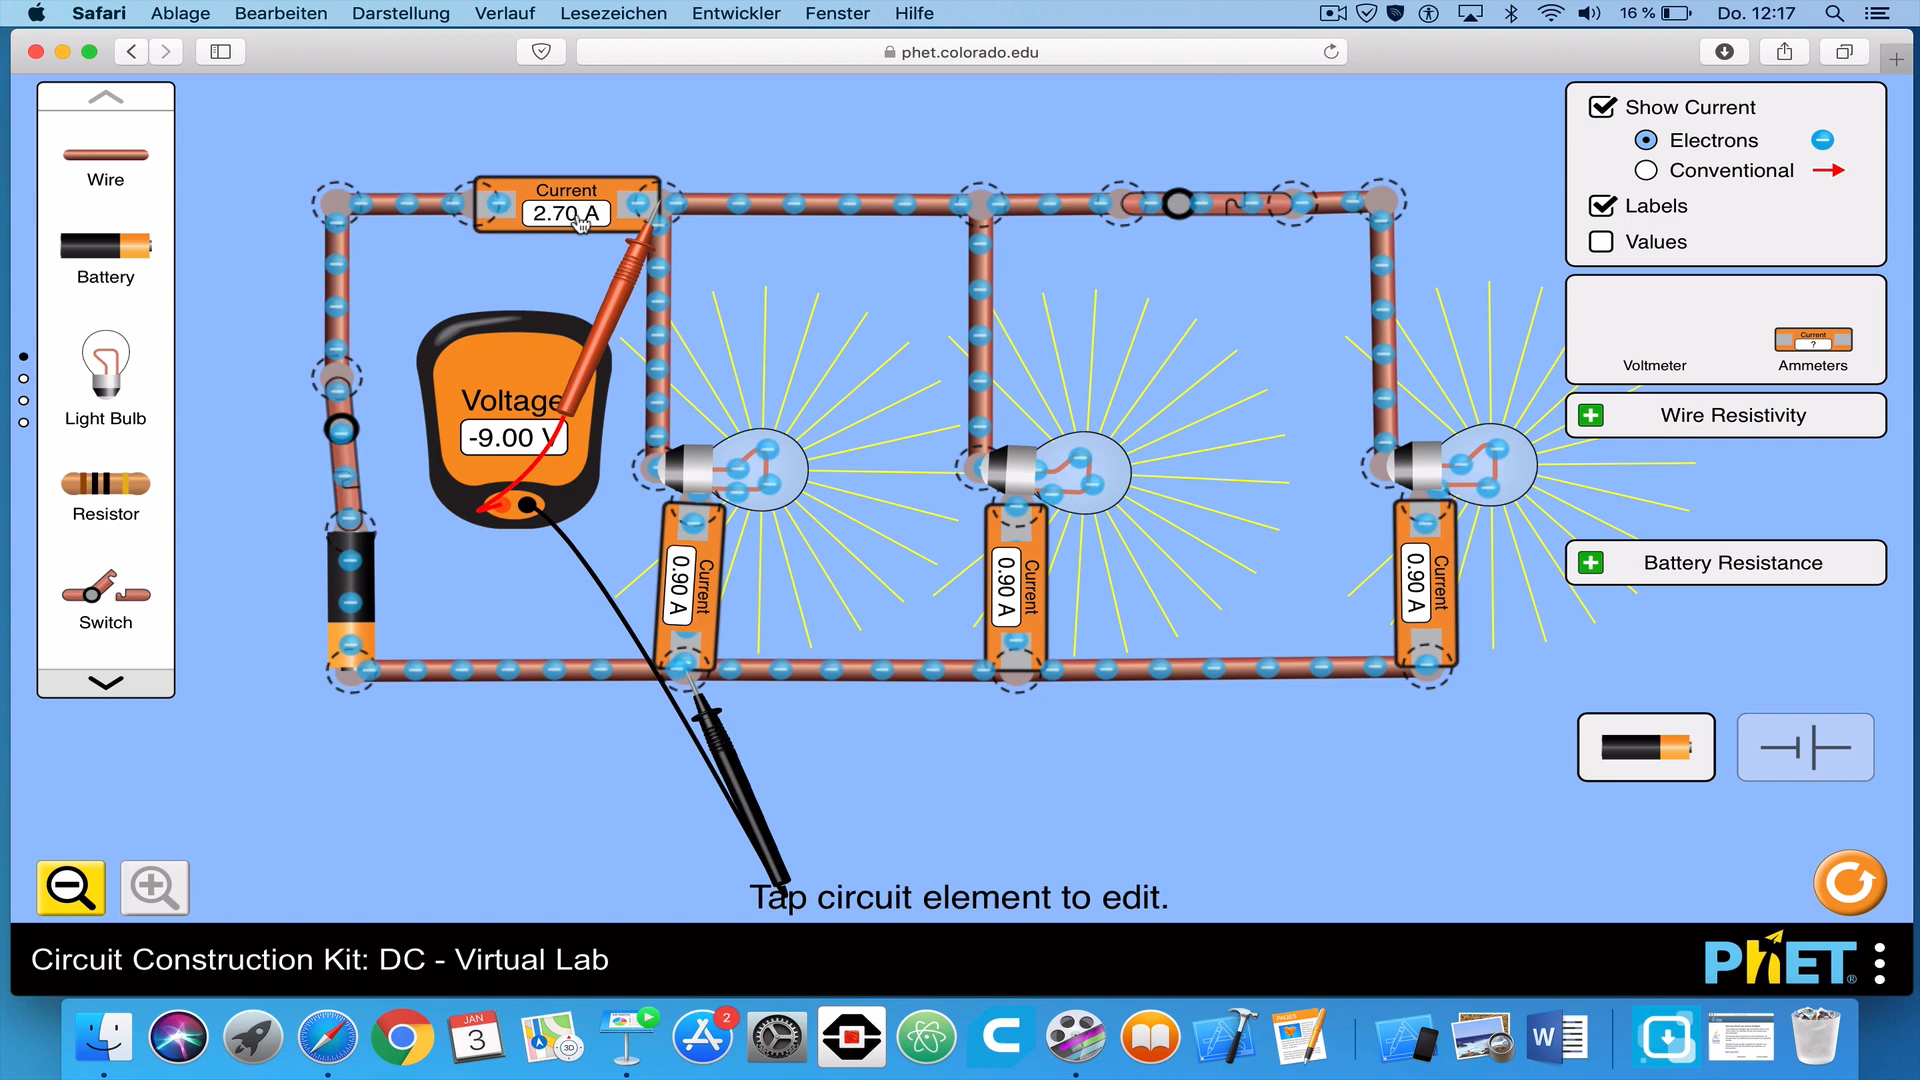 Safari Ablage Bearbeiten Darstellung Verlauf Lesezeichen Entwickler Fenster Hilfe 16 % Do. 12:17
phet.colorado.edu
Wire
Battery
Light Bulb
Resistor
Switch
Current
2.70 A
Voltage
-9.00 V
Current
0.90 A
Current
0.90 A
Current
0.90 A
Show Current
Electrons
Conventional
Labels
Values
Current
?
Voltmeter Ammeters
Wire Resistivity
Battery Resistance
Tap circuit element to edit.
Circuit Construction Kit: DC - Virtual Lab
PhET
JAN
3
3D
2
PAGES
W